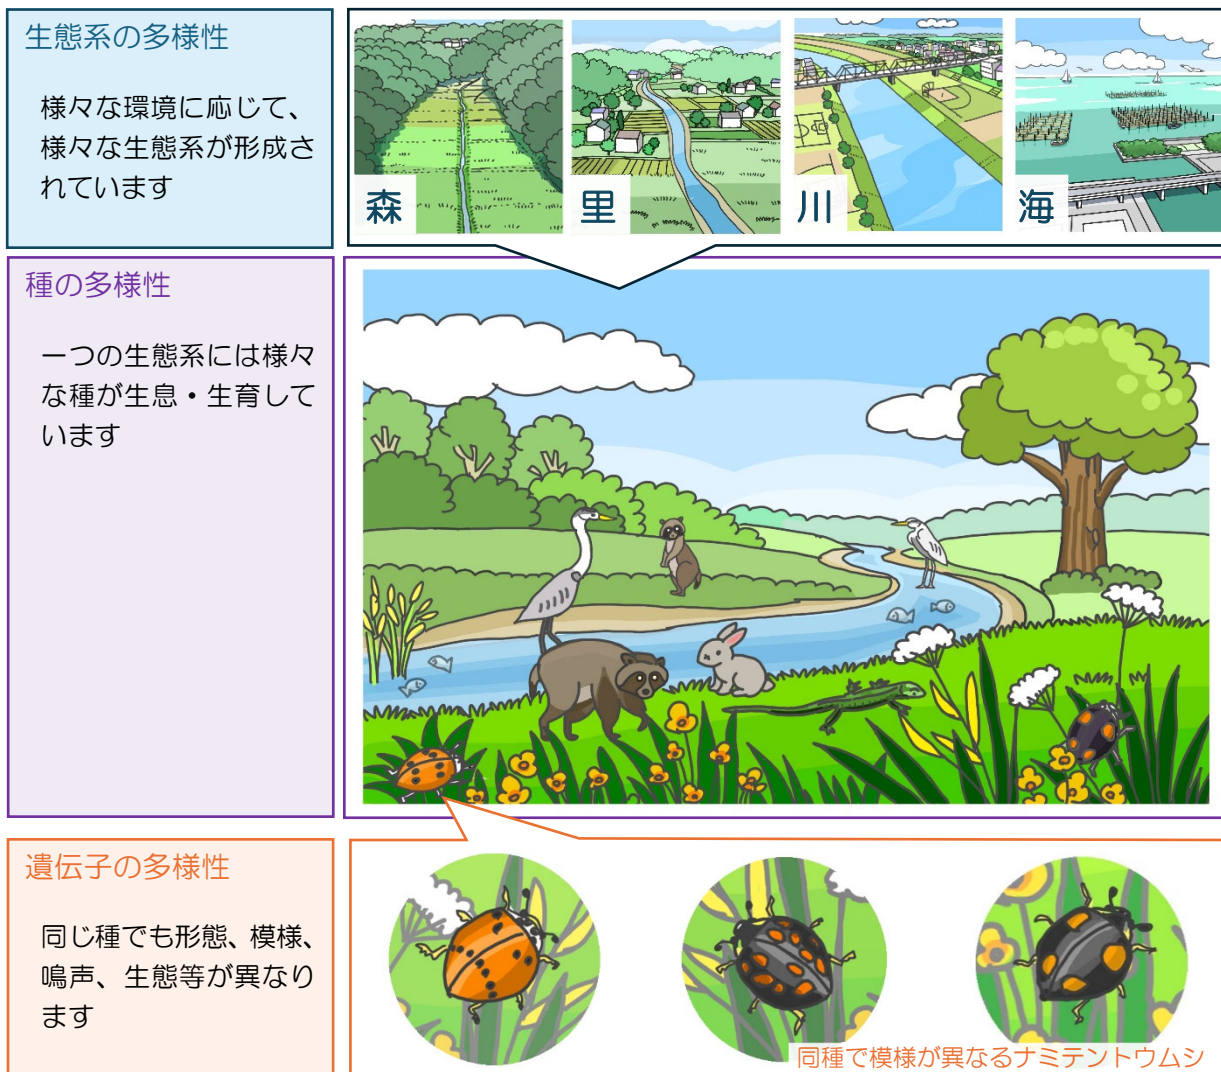 生態系の多様性
様々な環境に応じて、
様々な生態系が形成さ
れています
森
里
川
海
種の多様性
一つの生態系には様々
な種が生息・生育して
います
遺伝子の多様性
同じ種でも形態、模様、
鳴声、生態等が異なり
ます
同種で模様が異なるナミテントウムシ